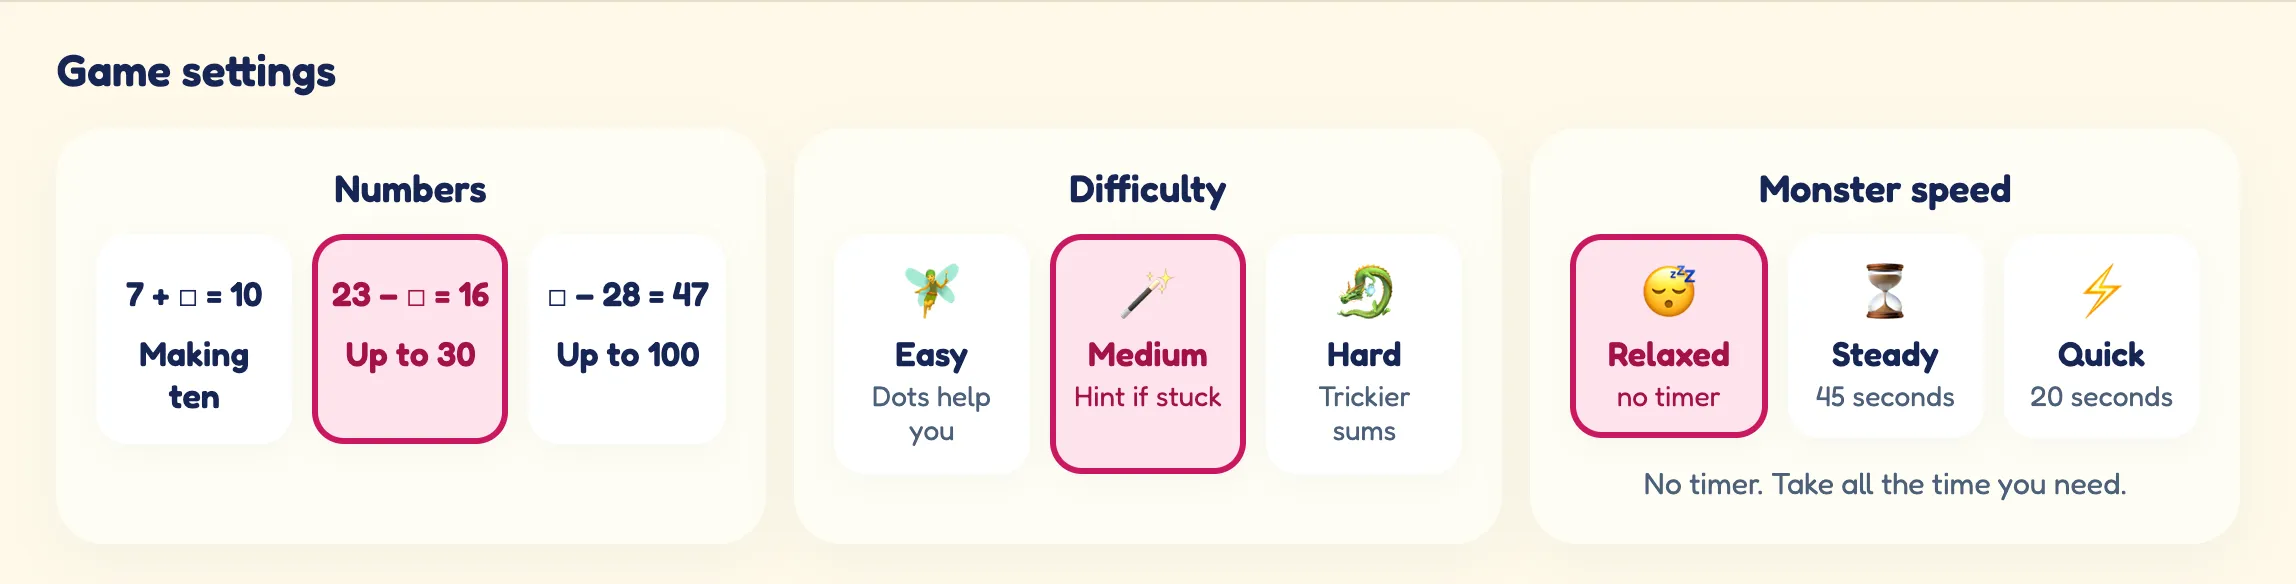 Game settings
Numbers
7 + □ = 10
Making
ten
23 – □ = 16
Up to 30
□ – 28 = 47
Up to 100
Difficulty
Easy
Dots help
you
Medium
Hint if stuck
Hard
Trickier
sums
Monster speed
Relaxed
no timer
Steady
45 seconds
Quick
20 seconds
No timer. Take all the time you need.